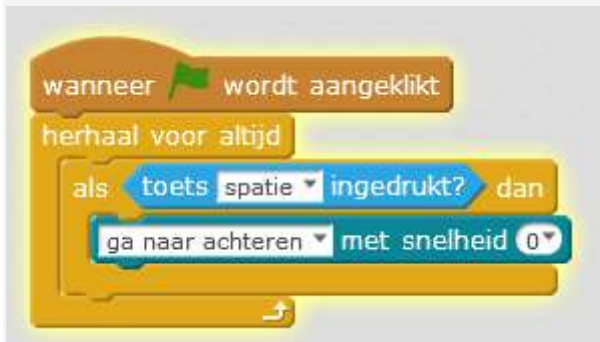 wanneer wordt aangeklikt
herhaal voor altijd
als toets spatie ingedrukt? dan
ga naar achteren met snelheid 0